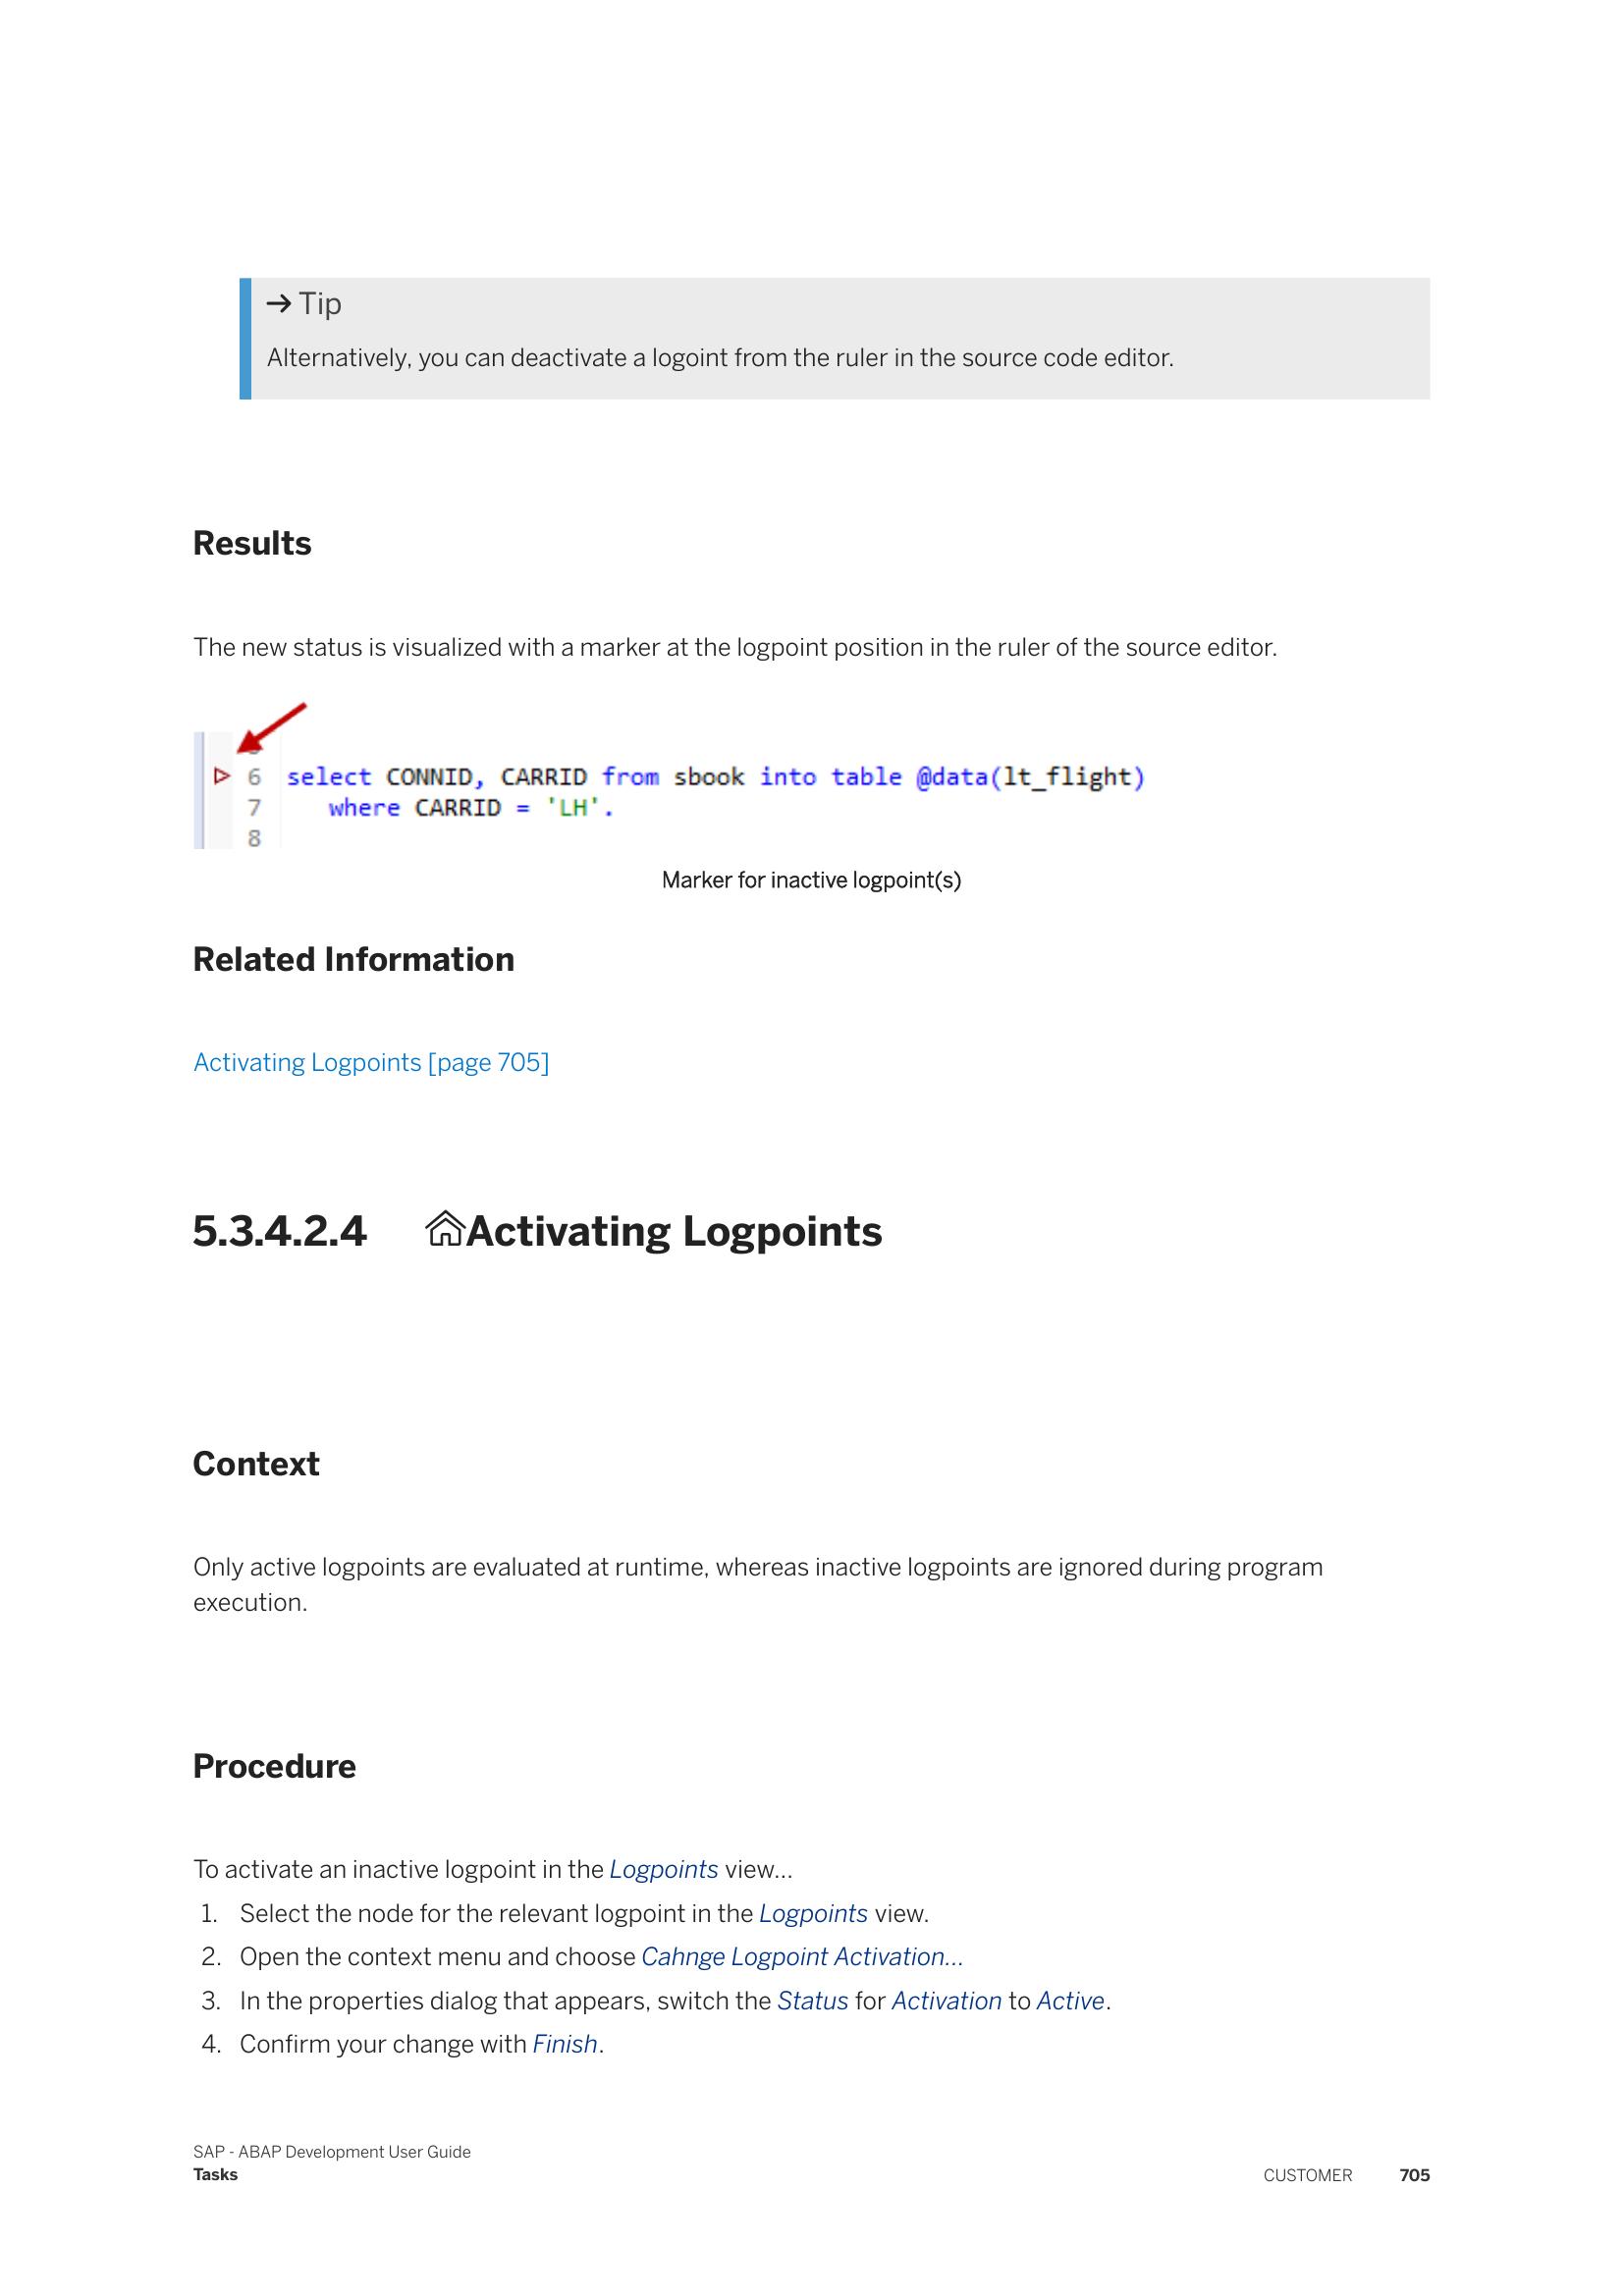 → Tip
Alternatively, you can deactivate a logoint from the ruler in the source code editor.
Results
The new status is visualized with a marker at the logpoint position in the ruler of the source editor.
6 select CONNID, CARRID from sbook into table @data(lt_flight)
7 where CARRID = 'LH'.
8
Marker for inactive logpoint(s)
Related Information
Activating Logpoints [page 705]
5.3.4.2.4 Activating Logpoints
Context
Only active logpoints are evaluated at runtime, whereas inactive logpoints are ignored during program
execution.
Procedure
To activate an inactive logpoint in the Logpoints view...
1. Select the node for the relevant logpoint in the Logpoints view.
2. Open the context menu and choose Cahnge Logpoint Activation...
3. In the properties dialog that appears, switch the Status for Activation to Active.
4. Confirm your change with Finish.
SAP - ABAP Development User Guide
Tasks CUSTOMER 705